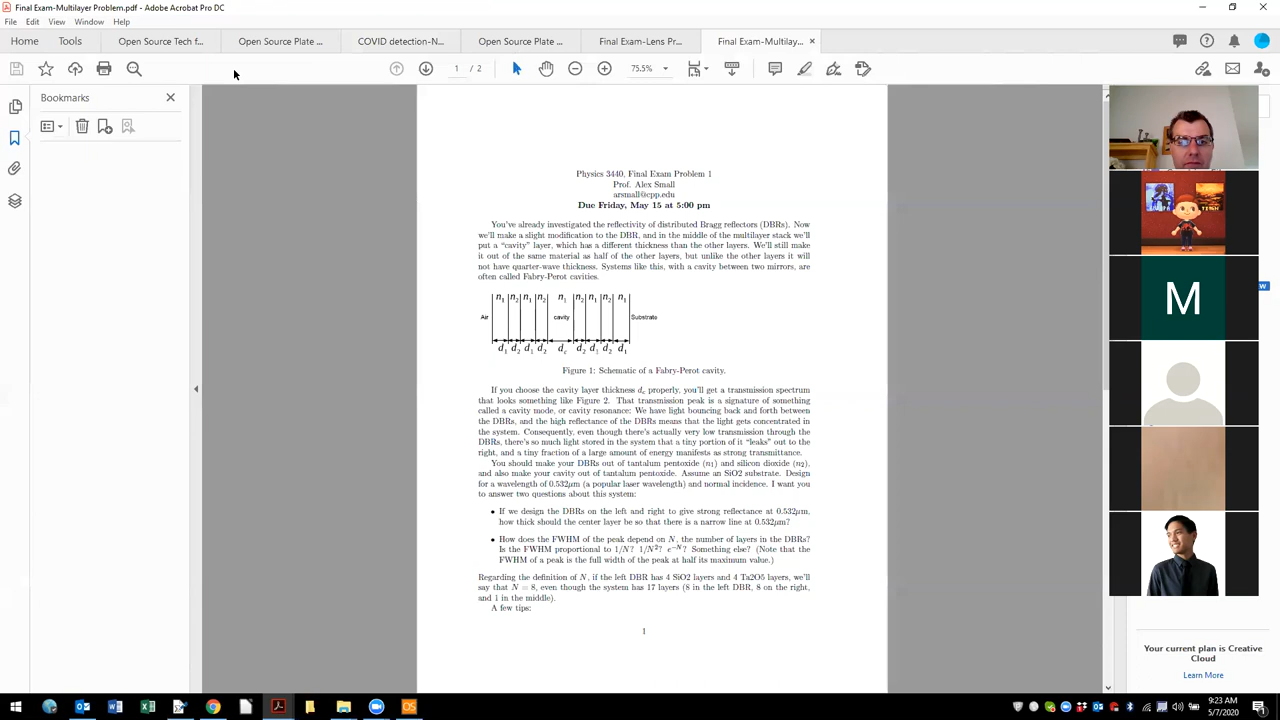 Final Exam-Multilayer Problem.pdf - Adobe Acrobat Pro DC
File Edit View Window Help
Home Tools Open Source Tech f... Open Source Plate ... COVID detection-N... Open Source Plate ... Final Exam-Lens Pr... Final Exam-Multilay... ×
1 / 2 75.5%
Bookmarks
Physics 3440, Final Exam Problem 1
Prof. Alex Small
arsmall@cpp.edu
Due Friday, May 15 at 5:00 pm
You've already investigated the reflectivity of distributed Bragg reflectors (DBRs). Now
we'll make a slight modification to the DBR, and in the middle of the multilayer stack we'll
put a "cavity" layer, which has a different thickness than the other layers. We'll still make
it out of the same material as half of the other layers, but unlike the other layers it will
not have quarter-wave thickness. Systems like this, with a cavity between two mirrors, are
often called Fabry-Perot cavities.
n1 n2 n1 n2 n1 n2 n1 n2 n1
Air cavity Substrate
d1 d2 d1 d2 dc d2 d1 d2 d1
Figure 1: Schematic of a Fabry-Perot cavity.
If you choose the cavity layer thickness dc properly, you'll get a transmission spectrum
that looks something like Figure 2. That transmission peak is a signature of something
called a cavity mode, or cavity resonance: We have light bouncing back and forth between
the DBRs, and the high reflectance of the DBRs means that the light gets concentrated in
the system. Consequently, even though there's actually very low transmission through the
DBRs, there's so much light stored in the system that a tiny portion of it "leaks" out to the
right, and a tiny fraction of a large amount of energy manifests as strong transmittance.
You should make your DBRs out of tantalum pentoxide (n1) and silicon dioxide (n2),
and also make your cavity out of tantalum pentoxide. Assume an SiO2 substrate. Design
for a wavelength of 0.532μm (a popular laser wavelength) and normal incidence. I want you
to answer two questions about this system:
• If we design the DBRs on the left and right to give strong reflectance at 0.532μm,
how thick should the center layer be so that there is a narrow line at 0.532μm?
• How does the FWHM of the peak depend on N, the number of layers in the DBRs?
Is the FWHM proportional to 1/N? 1/N²? e^−N? Something else? (Note that the
FWHM of a peak is the full width of the peak at half its maximum value.)
Regarding the definition of N, if the left DBR has 4 SiO2 layers and 4 Ta2O5 layers, we'll
say that N = 8, even though the system has 17 layers (8 in the left DBR, 8 on the right,
and 1 in the middle).
A few tips:
1
M
Your current plan is Creative
Cloud
Learn More
9:23 AM
5/7/2020